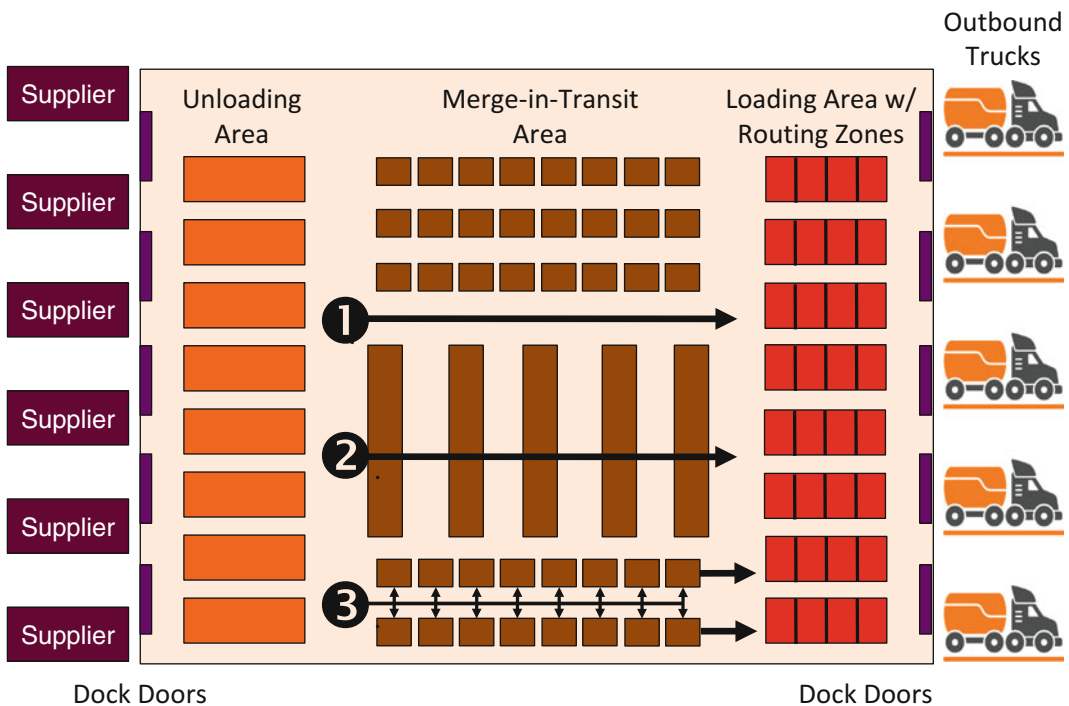 Outbound
Trucks
Supplier
Supplier
Supplier
Supplier
Supplier
Supplier
Unloading
Area
Merge-in-Transit
Area
Loading Area w/
Routing Zones
1
2
3
Dock Doors
Dock Doors